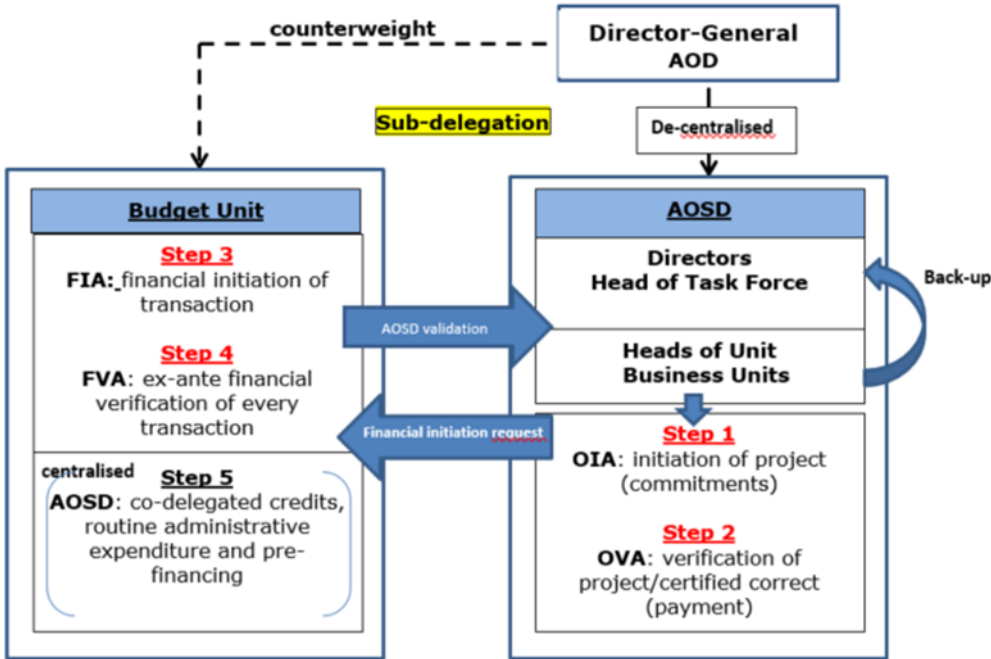 counterweight
Director-General
AOD
Sub-delegation
De-centralised
Budget Unit
Step 3
FIA: financial initiation of
transaction
Step 4
FVA: ex-ante financial
verification of every
transaction
centralised
Step 5
AOSD: co-delegated credits,
routine administrative
expenditure and pre-
financing
AOSD validation
Financial initiation request
AOSD
Directors
Head of Task Force
Heads of Unit
Business Units
Back-up
Step 1
OIA: initiation of project
(commitments)
Step 2
OVA: verification of
project/certified correct
(payment)